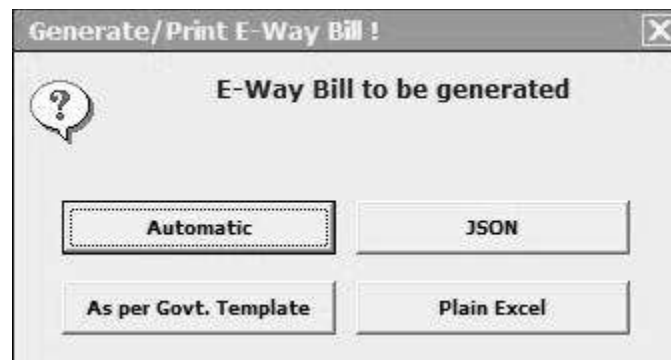 Generate/Print E-Way Bill !
E-Way Bill to be generated
Automatic
JSON
As per Govt. Template
Plain Excel